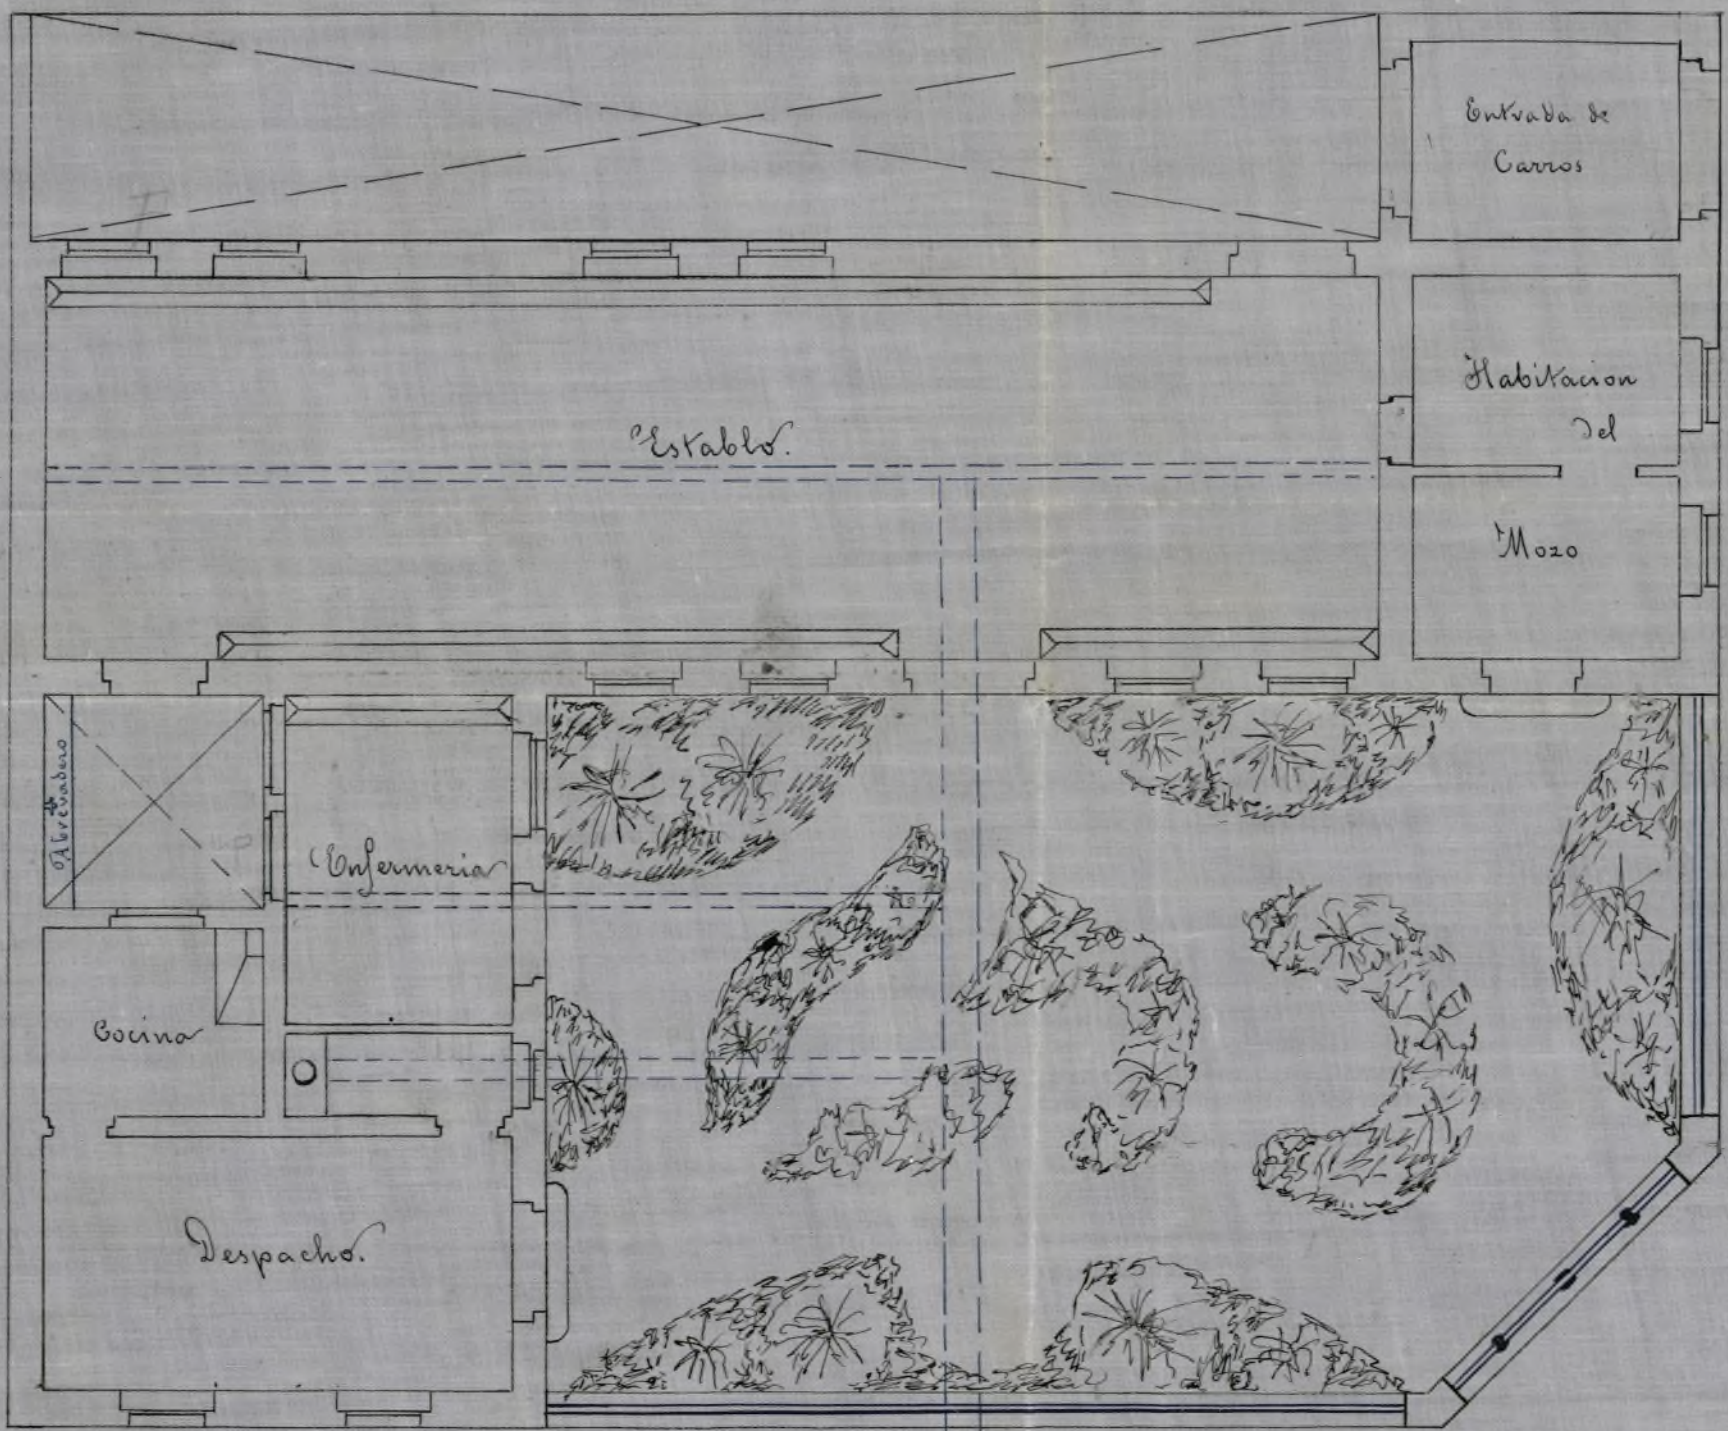 Entrada de
Carros
Habitacion
del
Mozo
Establo.
Abrevadero
Enfermeria
Cocina
Despacho.